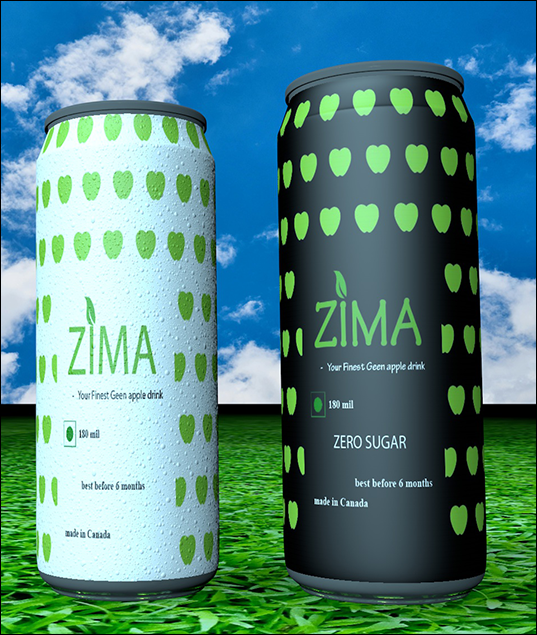 ZIMA
- Your Finest Geen apple drink
180 mil
best before 6 months
made in Canada
ZIMA
- Your Finest Geen apple drink
180 mil
ZERO SUGAR
best before 6 months
made in Canada